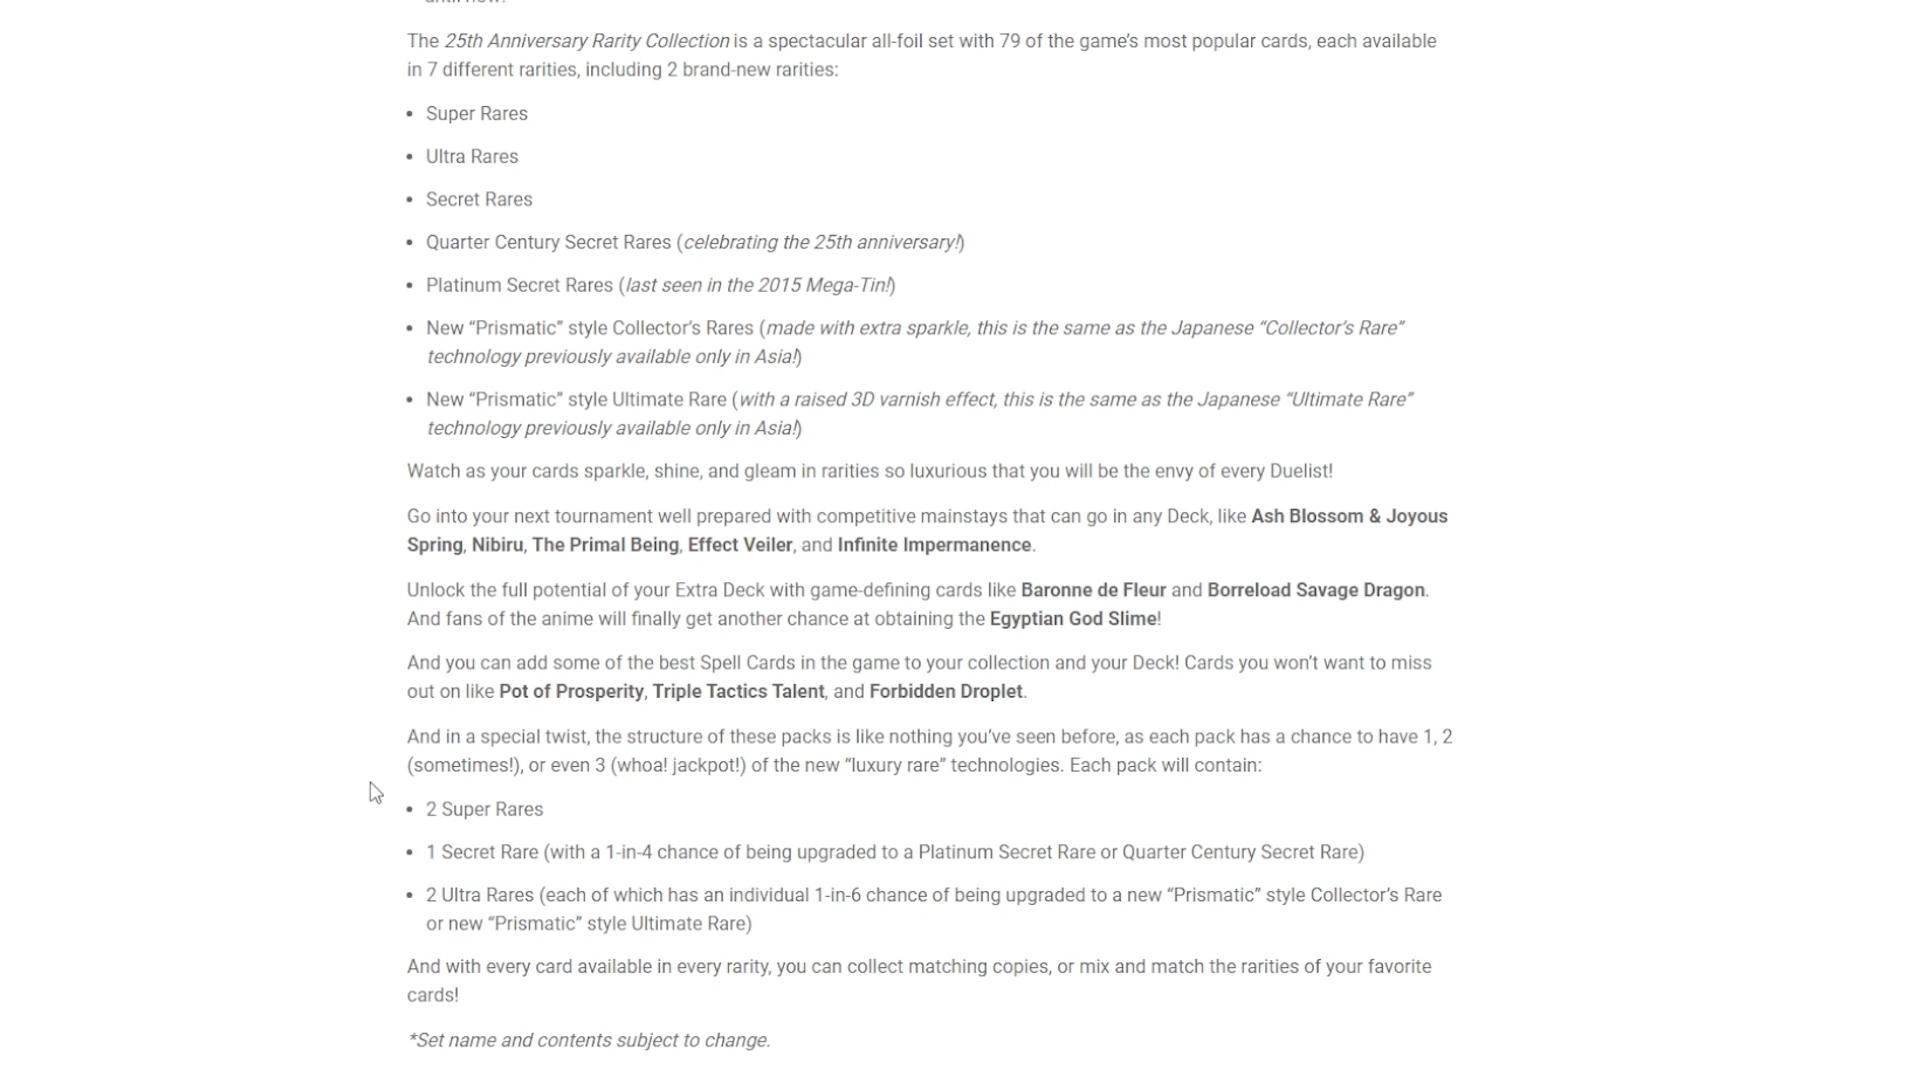 until now!
The 25th Anniversary Rarity Collection is a spectacular all-foil set with 79 of the game's most popular cards, each available
in 7 different rarities, including 2 brand-new rarities:
• Super Rares
• Ultra Rares
• Secret Rares
• Quarter Century Secret Rares (celebrating the 25th anniversary!)
• Platinum Secret Rares (last seen in the 2015 Mega-Tin!)
• New “Prismatic” style Collector's Rares (made with extra sparkle, this is the same as the Japanese “Collector's Rare”
technology previously available only in Asia!)
• New “Prismatic” style Ultimate Rare (with a raised 3D varnish effect, this is the same as the Japanese “Ultimate Rare”
technology previously available only in Asia!)
Watch as your cards sparkle, shine, and gleam in rarities so luxurious that you will be the envy of every Duelist!
Go into your next tournament well prepared with competitive mainstays that can go in any Deck, like Ash Blossom & Joyous
Spring, Nibiru, The Primal Being, Effect Veiler, and Infinite Impermanence.
Unlock the full potential of your Extra Deck with game-defining cards like Baronne de Fleur and Borreload Savage Dragon.
And fans of the anime will finally get another chance at obtaining the Egyptian God Slime!
And you can add some of the best Spell Cards in the game to your collection and your Deck! Cards you won't want to miss
out on like Pot of Prosperity, Triple Tactics Talent, and Forbidden Droplet.
And in a special twist, the structure of these packs is like nothing you've seen before, as each pack has a chance to have 1, 2
(sometimes!), or even 3 (whoa! jackpot!) of the new “luxury rare” technologies. Each pack will contain:
• 2 Super Rares
• 1 Secret Rare (with a 1-in-4 chance of being upgraded to a Platinum Secret Rare or Quarter Century Secret Rare)
• 2 Ultra Rares (each of which has an individual 1-in-6 chance of being upgraded to a new “Prismatic” style Collector's Rare
or new “Prismatic” style Ultimate Rare)
And with every card available in every rarity, you can collect matching copies, or mix and match the rarities of your favorite
cards!
*Set name and contents subject to change.